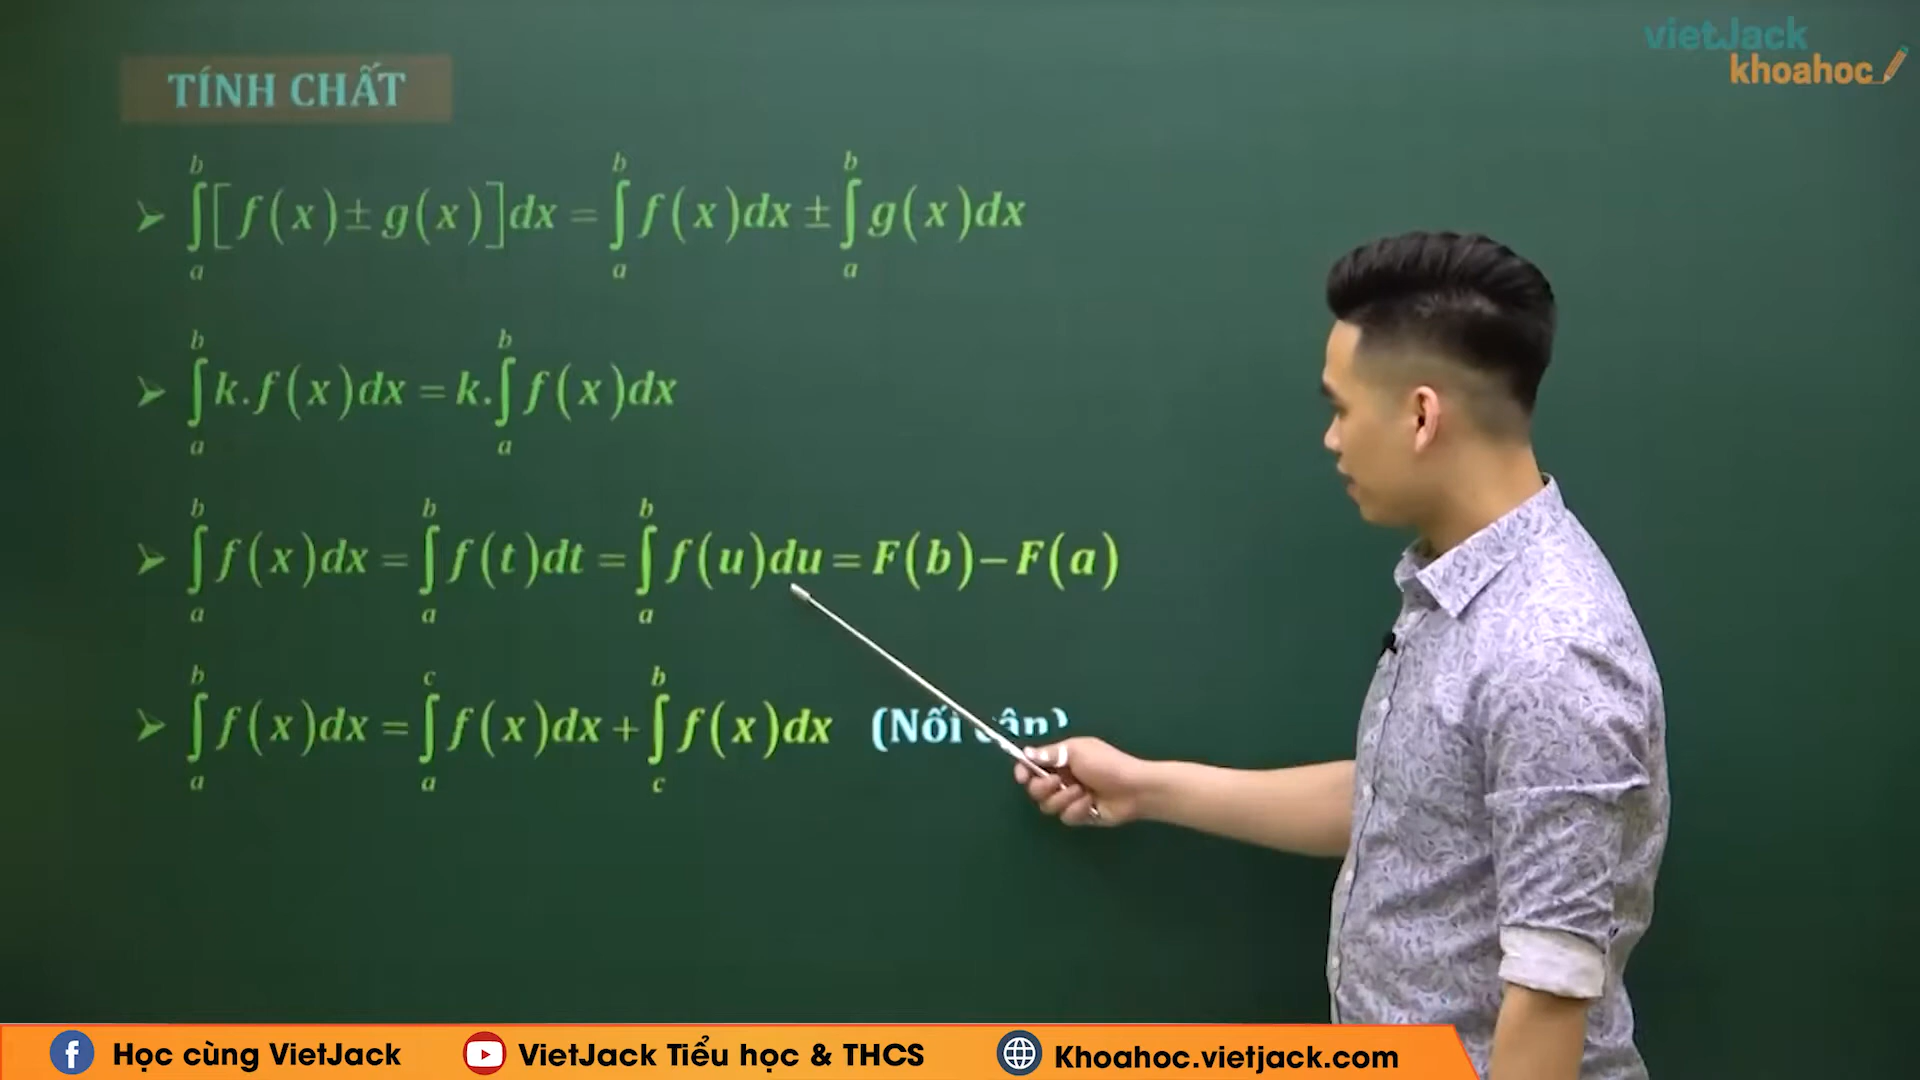 vietJack
khoahoc
TÍNH CHẤT
➢ ∫_a^b [f(x) ± g(x)]dx = ∫_a^b f(x)dx ± ∫_a^b g(x)dx
➢ ∫_a^b k.f(x)dx = k.∫_a^b f(x)dx
➢ ∫_a^b f(x)dx = ∫_a^b f(t)dt = ∫_a^b f(u)du = F(b) − F(a)
➢ ∫_a^b f(x)dx = ∫_a^c f(x)dx + ∫_c^b f(x)dx (Nối
Học cùng VietJack VietJack Tiểu học & THCS Khoahoc.vietjack.com